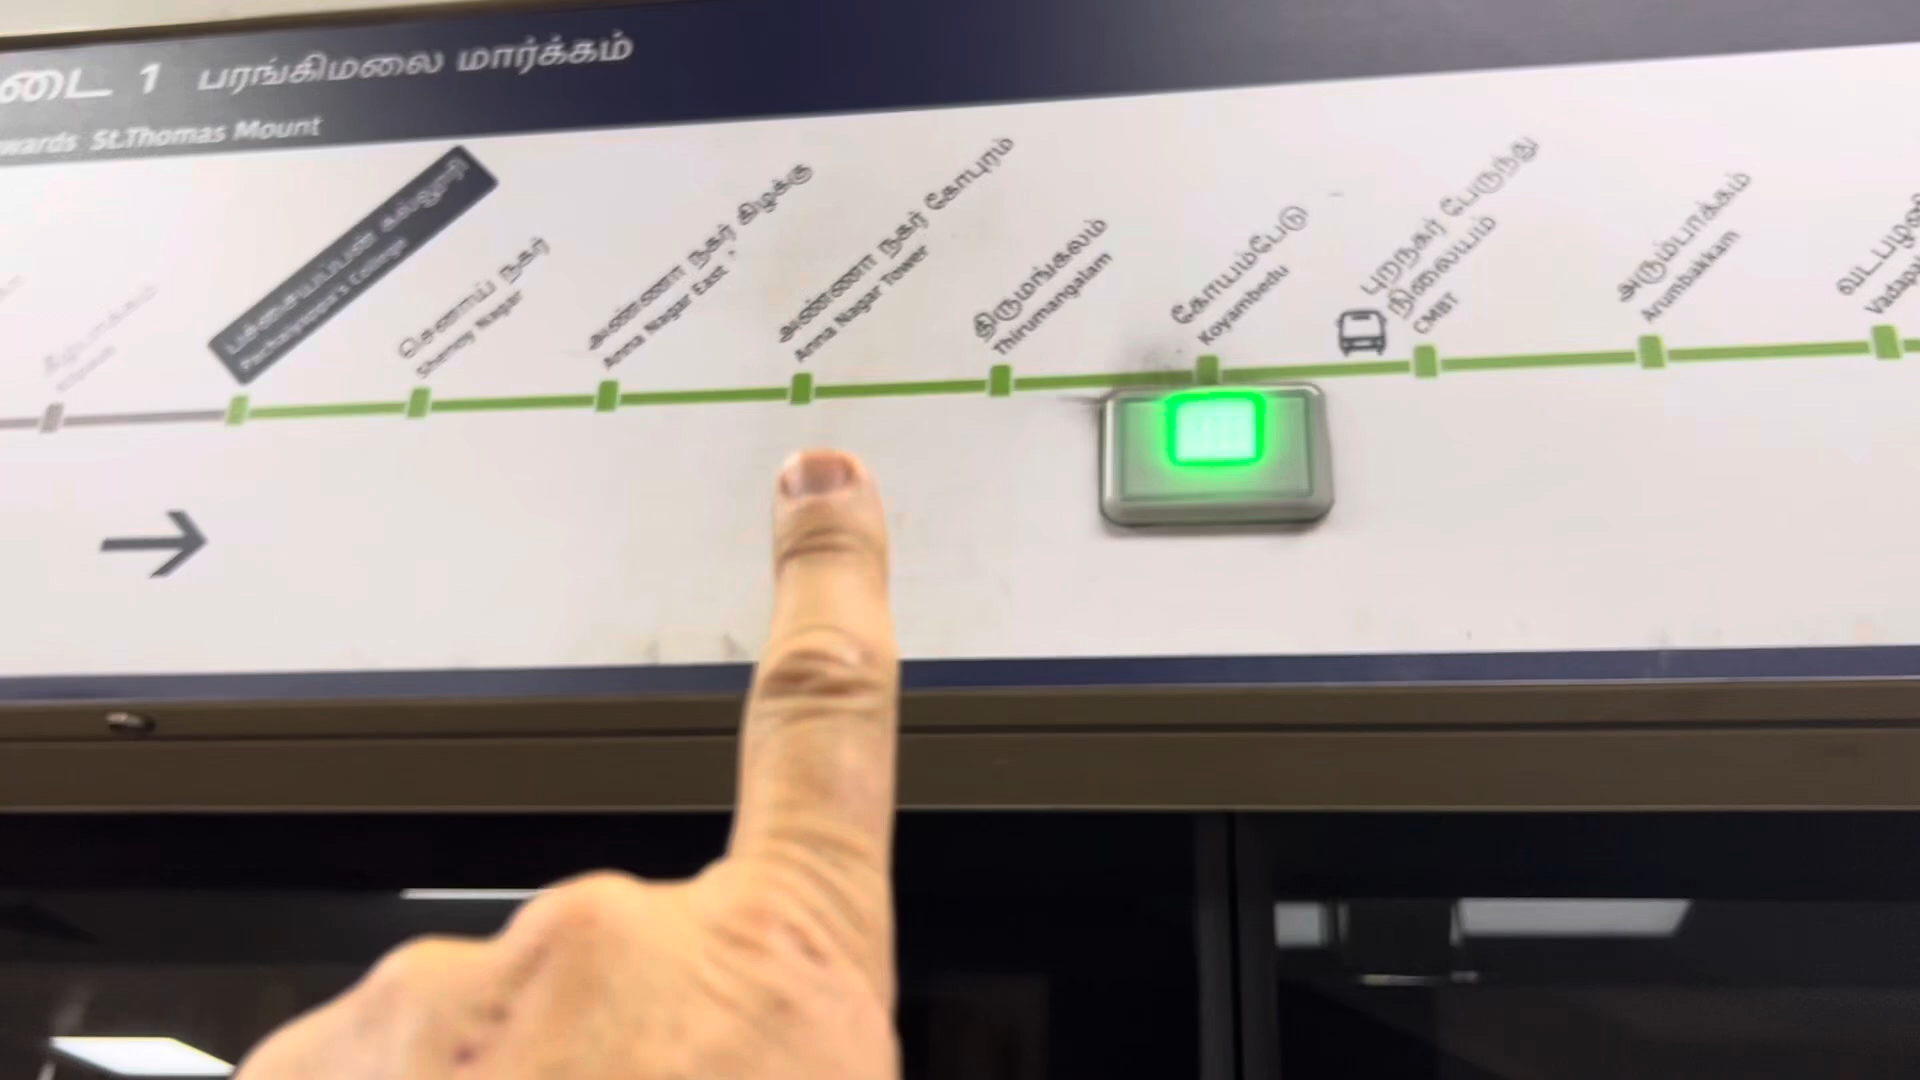 டை 1 பரங்கிமலை மார்க்கம்
wards St.Thomas Mount
பச்சையப்பன் கல்லூரி
Pachaiyappa's College
செனாய் நகர்
Shenoy Nagar
அண்ணா நகர் கிழக்கு
Anna Nagar East
அண்ணா நகர் கோபுரம்
Anna Nagar Tower
திருமங்கலம்
Thirumangalam
கோயம்பேடு
Koyambedu
புறநகர் பேருந்து
நிலையம்
CMBT
அரும்பாக்கம்
Arumbakkam
வடபழனி
Vadapal